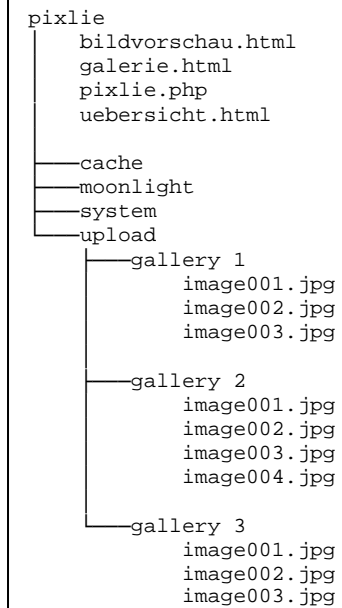 pixlie
bildvorschau.html
galerie.html
pixlie.php
uebersicht.html
cache
moonlight
system
upload
gallery 1
image001.jpg
image002.jpg
image003.jpg
gallery 2
image001.jpg
image002.jpg
image003.jpg
image004.jpg
gallery 3
image001.jpg
image002.jpg
image003.jpg